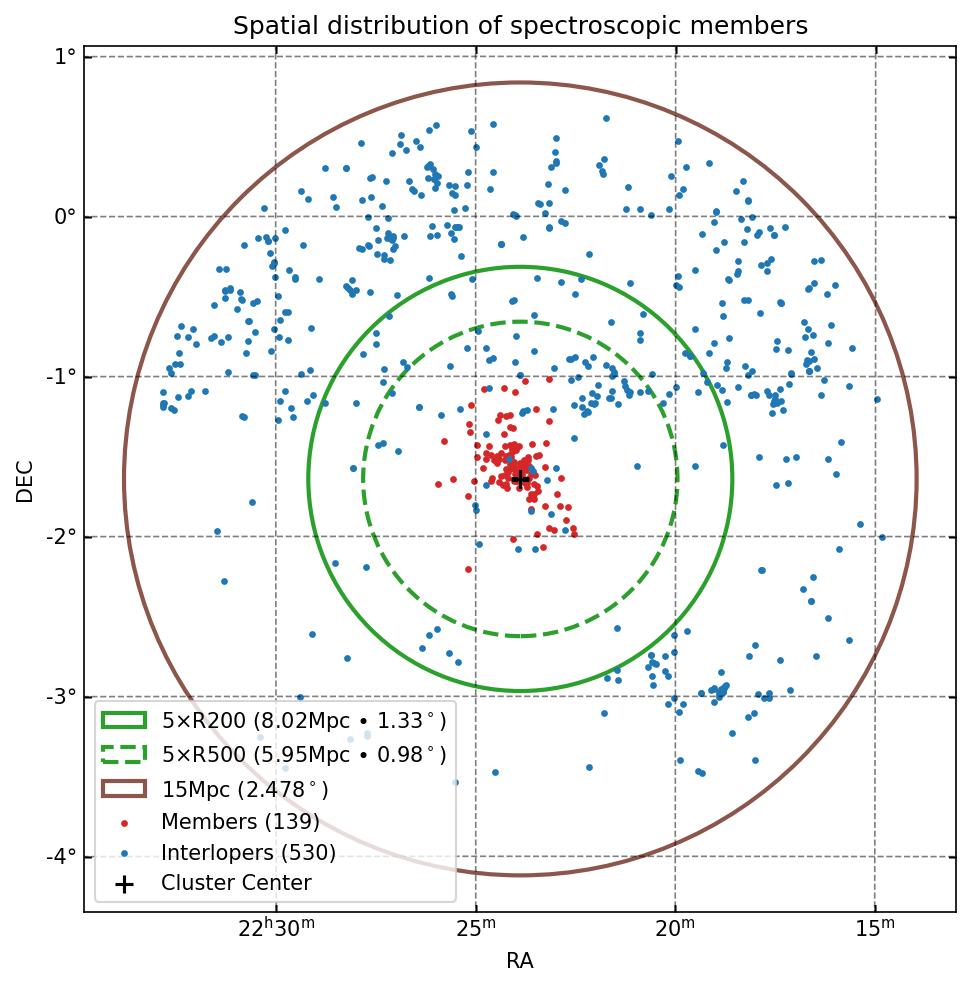 Spatial distribution of spectroscopic members
1°
0°
-1°
-2°
-3°
-4°
DEC
5×R200 (8.02Mpc • 1.33°)
5×R500 (5.95Mpc • 0.98°)
15Mpc (2.478°)
Members (139)
Interlopers (530)
Cluster Center
22ʰ30ᵐ 25ᵐ 20ᵐ 15ᵐ
RA